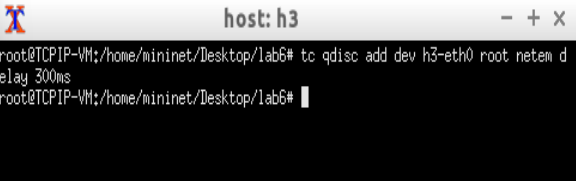 host: h3
root@TCPIP-VM:/home/mininet/Desktop/lab6# tc qdisc add dev h3-eth0 root netem d
elay 300ms
root@TCPIP-VM:/home/mininet/Desktop/lab6#